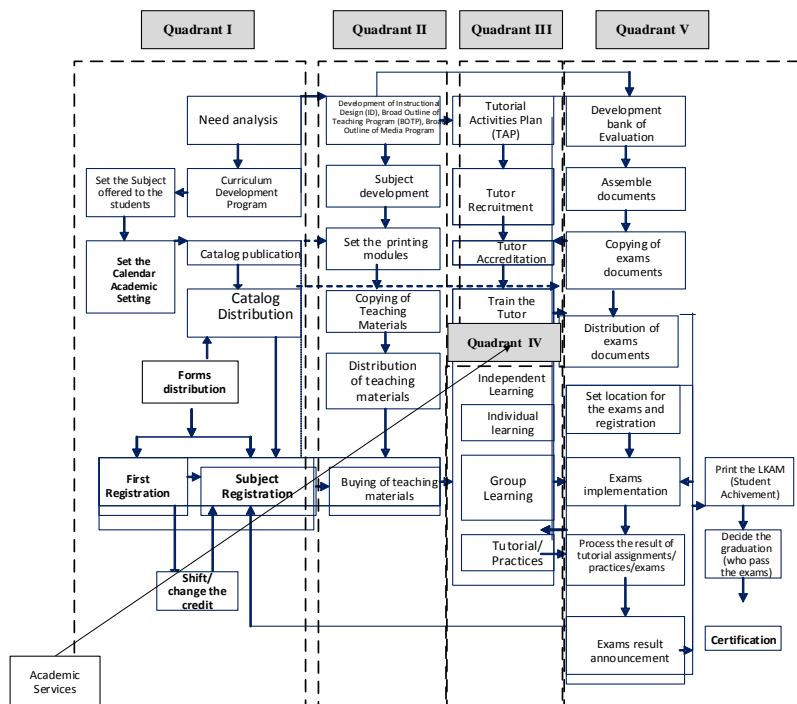 Quadrant I
Quadrant II
Quadrant III
Quadrant V
Need analysis
Curriculum
Development
Program
Set the Subject
offered to the
students
Set the
Calendar
Academic
Setting
Catalog publication
Catalog
Distribution
Forms
distribution
First
Registration
Subject
Registration
Shift/
change the
credit
Academic
Services
Development of Instructional
Design (ID), Broad Outline of
Teaching Program (BOTP), Broad
Outline of Media Program
Subject
development
Set the printing
modules
Copying of
Teaching
Materials
Distribution
of teaching
materials
Buying of teaching
materials
Tutorial
Activities Plan
(TAP)
Tutor
Recruitment
Tutor
Accreditation
Train the
Tutor
Quadrant IV
Independent
Learning
Individual
learning
Group
Learning
Tutorial/
Practices
Development
bank of
Evaluation
Assemble
documents
Copying of
exams
documents
Distribution of
exams
documents
Set location for
the exams and
registration
Exams
implementation
Process the result of
tutorial assignments/
practices/exams
Exams result
announcement
Print the LKAM
(Student
Achivement)
Decide the
graduation
(who pass
the exams)
Certification